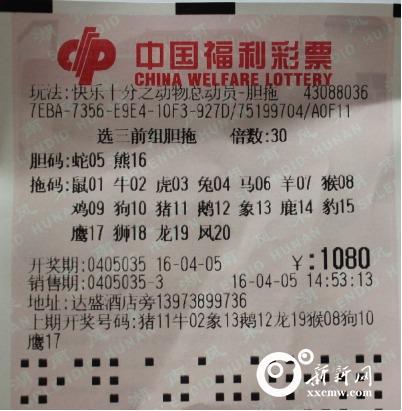 中国福利彩票
CHINA WELFARE LOTTERY
玩法:快乐十分之动物总动员-胆拖 43088036
7EBA-7356-E9E4-10F3-927D/75199704/A0F11
选三前组胆拖 倍数:30
胆码:蛇05 熊16
拖码:鼠01 牛02 虎03 兔04 马06 羊07 猴08
鸡09 狗10 猪11 鹅12 象13 鹿14 豹15
鹰17 狮18 龙19 凤20
开奖期:0405035 16-04-05 ￥:1080
销售期:0405035-3 16-04-05 14:53:13
地址:达盛酒店旁13973899736
上期开奖号码:猪11牛02象13鹅12龙19猴08狗10
鹰17
新新网
www.xxcmw.com